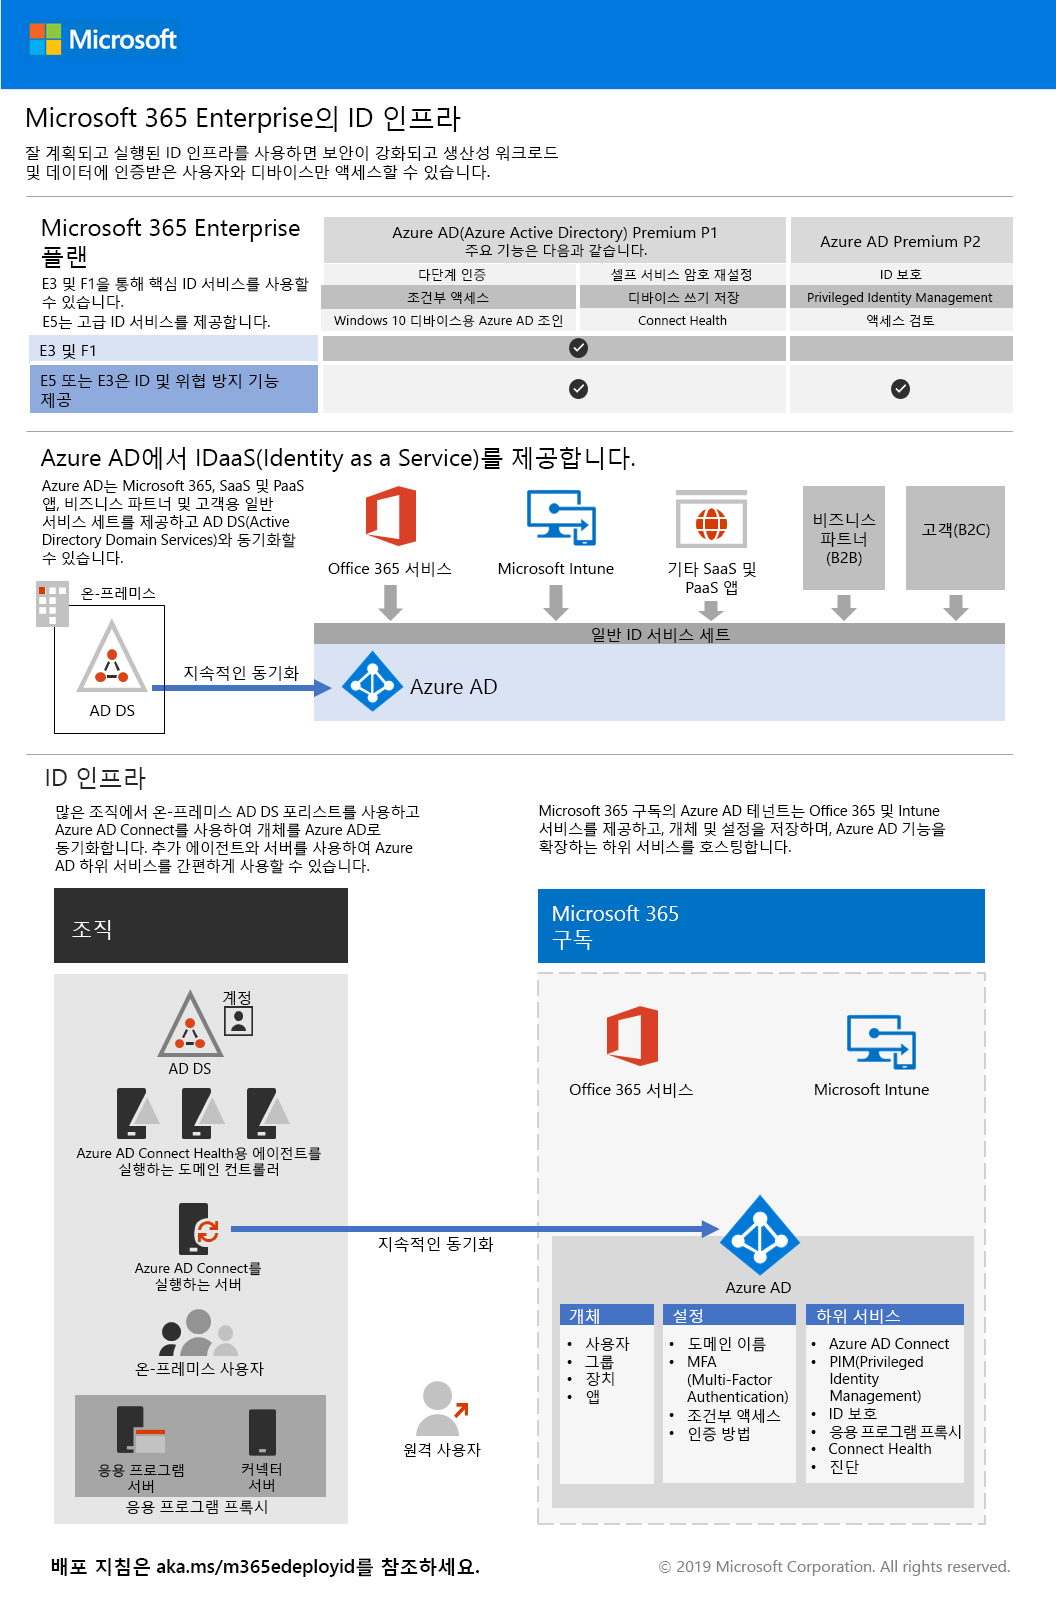 Microsoft
Microsoft 365 Enterprise의 ID 인프라
잘 계획되고 실행된 ID 인프라를 사용하면 보안이 강화되고 생산성 워크로드
및 데이터에 인증받은 사용자와 디바이스만 액세스할 수 있습니다.
Microsoft 365 Enterprise
플랜
E3 및 F1을 통해 핵심 ID 서비스를 사용할
수 있습니다.
E5는 고급 ID 서비스를 제공합니다.
Azure AD(Azure Active Directory) Premium P1
주요 기능은 다음과 같습니다.
Azure AD Premium P2
다단계 인증
셀프 서비스 암호 재설정
ID 보호
조건부 액세스
디바이스 쓰기 저장
Privileged Identity Management
Windows 10 디바이스용 Azure AD 조인
Connect Health
액세스 검토
E3 및 F1
E5 또는 E3은 ID 및 위협 방지 기능
제공
Azure AD에서 IDaaS(Identity as a Service)를 제공합니다.
Azure AD는 Microsoft 365, SaaS 및 PaaS
앱, 비즈니스 파트너 및 고객용 일반
서비스 세트를 제공하고 AD DS(Active
Directory Domain Services)와 동기화할
수 있습니다.
Office 365 서비스
Microsoft Intune
기타 SaaS 및
PaaS 앱
비즈니스
파트너
(B2B)
고객(B2C)
온-프레미스
AD DS
지속적인 동기화
일반 ID 서비스 세트
Azure AD
ID 인프라
많은 조직에서 온-프레미스 AD DS 포리스트를 사용하고
Azure AD Connect를 사용하여 개체를 Azure AD로
동기화합니다. 추가 에이전트와 서버를 사용하여 Azure
AD 하위 서비스를 간편하게 사용할 수 있습니다.
Microsoft 365 구독의 Azure AD 테넌트는 Office 365 및 Intune
서비스를 제공하고, 개체 및 설정을 저장하며, Azure AD 기능을
확장하는 하위 서비스를 호스팅합니다.
조직
계정
AD DS
Azure AD Connect Health용 에이전트를
실행하는 도메인 컨트롤러
Azure AD Connect를
실행하는 서버
온-프레미스 사용자
응용 프로그램
서버
커넥터
서버
응용 프로그램 프록시
지속적인 동기화
원격 사용자
Microsoft 365
구독
Office 365 서비스
Microsoft Intune
Azure AD
개체
• 사용자
• 그룹
• 장치
• 앱
설정
• 도메인 이름
• MFA
(Multi-Factor
Authentication)
• 조건부 액세스
• 인증 방법
하위 서비스
• Azure AD Connect
• PIM(Privileged
Identity
Management)
• ID 보호
• 응용 프로그램 프록시
• Connect Health
• 진단
배포 지침은 aka.ms/m365edeployid를 참조하세요.
© 2019 Microsoft Corporation. All rights reserved.